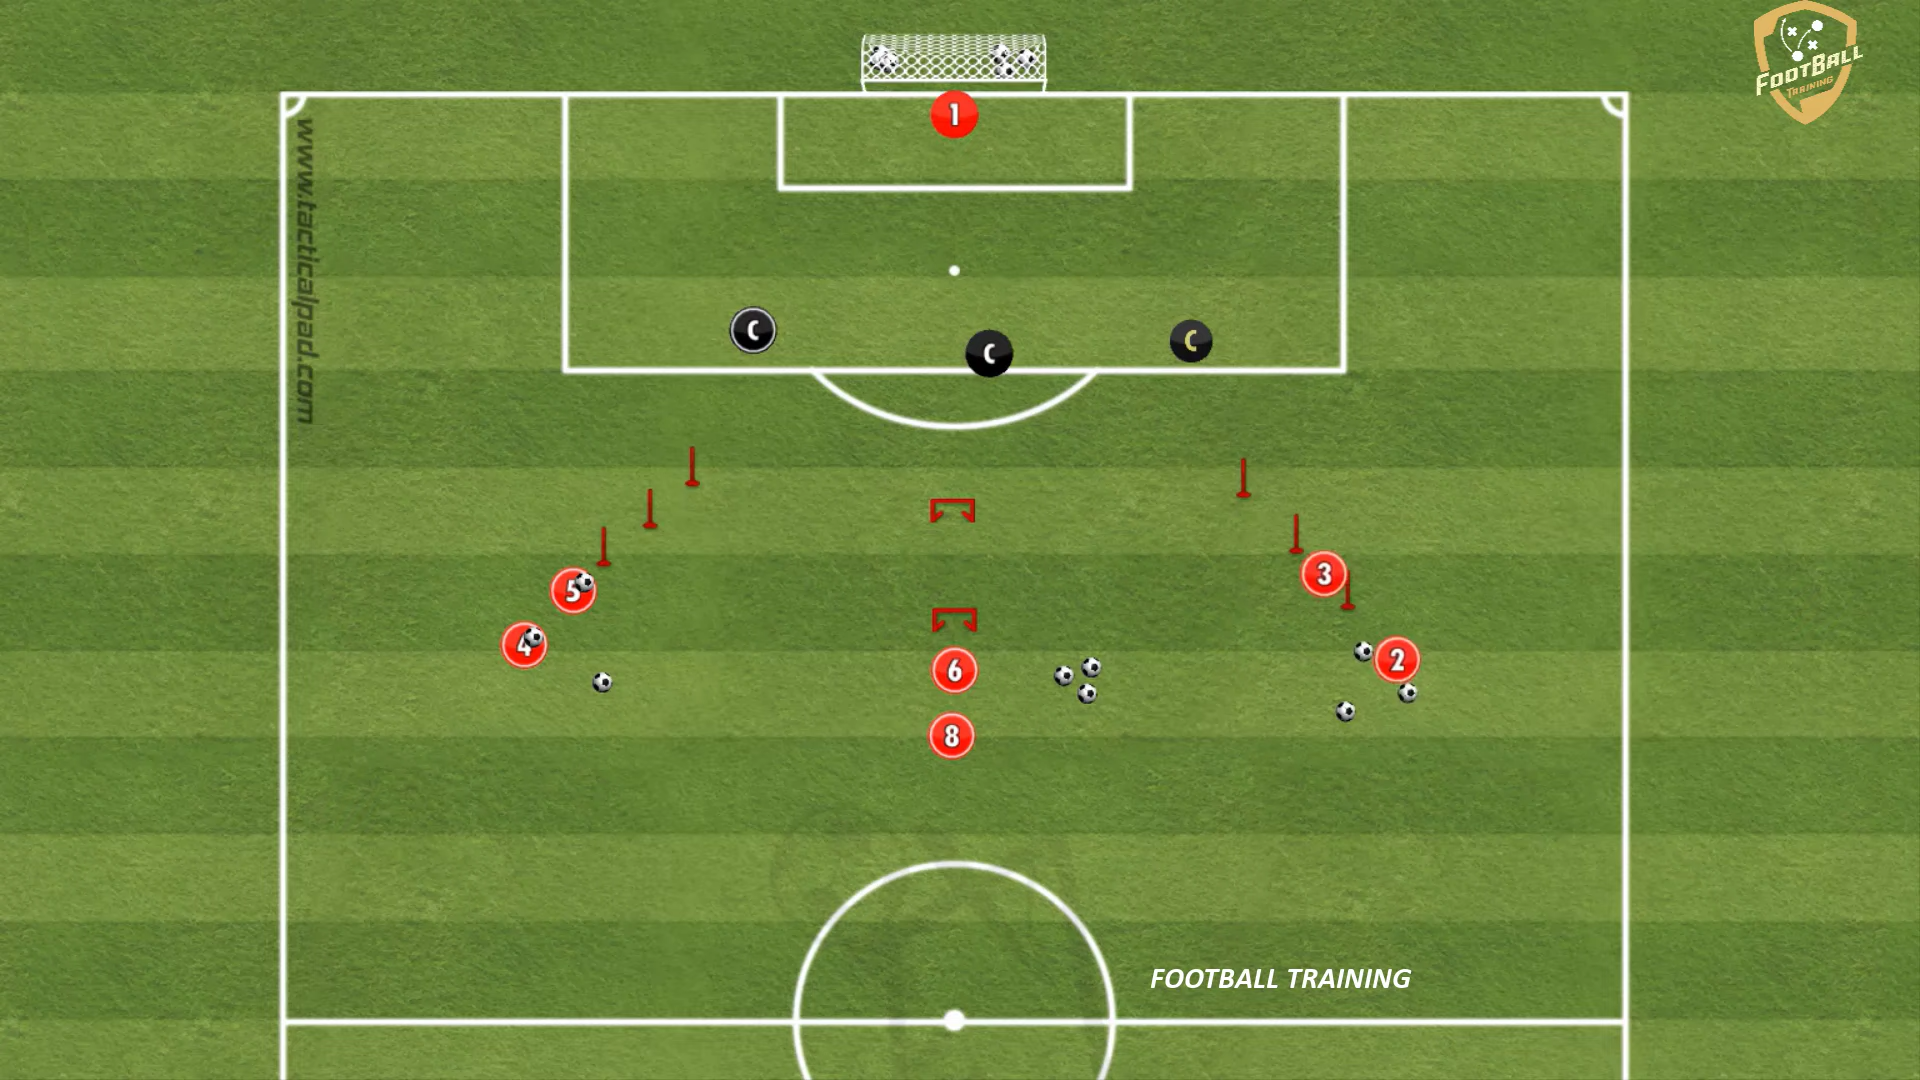 FOOTBALL
TRAINING
1
www.tacticalpad.com
C
C
C
5
3
4
6
2
8
FOOTBALL TRAINING